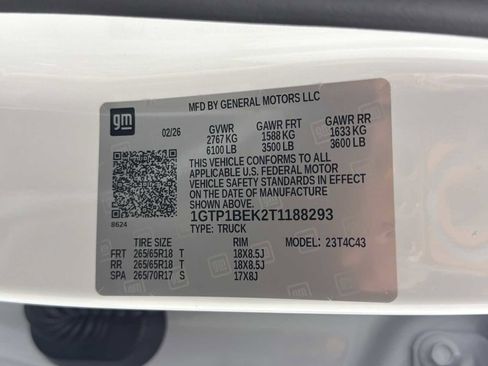 gm
MFD BY GENERAL MOTORS LLC
02/26 GVWR GAWR FRT GAWR RR
2767 KG 1588 KG 1633 KG
6100 LB 3500 LB 3600 LB
THIS VEHICLE CONFORMS TO ALL
APPLICABLE U.S. FEDERAL MOTOR
VEHICLE SAFETY STANDARDS IN EFFECT
ON THE DATE OF MANUFACTURE
SHOWN ABOVE.
8624
1GTP1BEK2T1188293
TYPE: TRUCK
TIRE SIZE RIM MODEL: 23T4C43
FRT 265/65R18 T 18X8.5J
RR 265/65R18 T 18X8.5J
SPA 265/70R17 S 17X8J